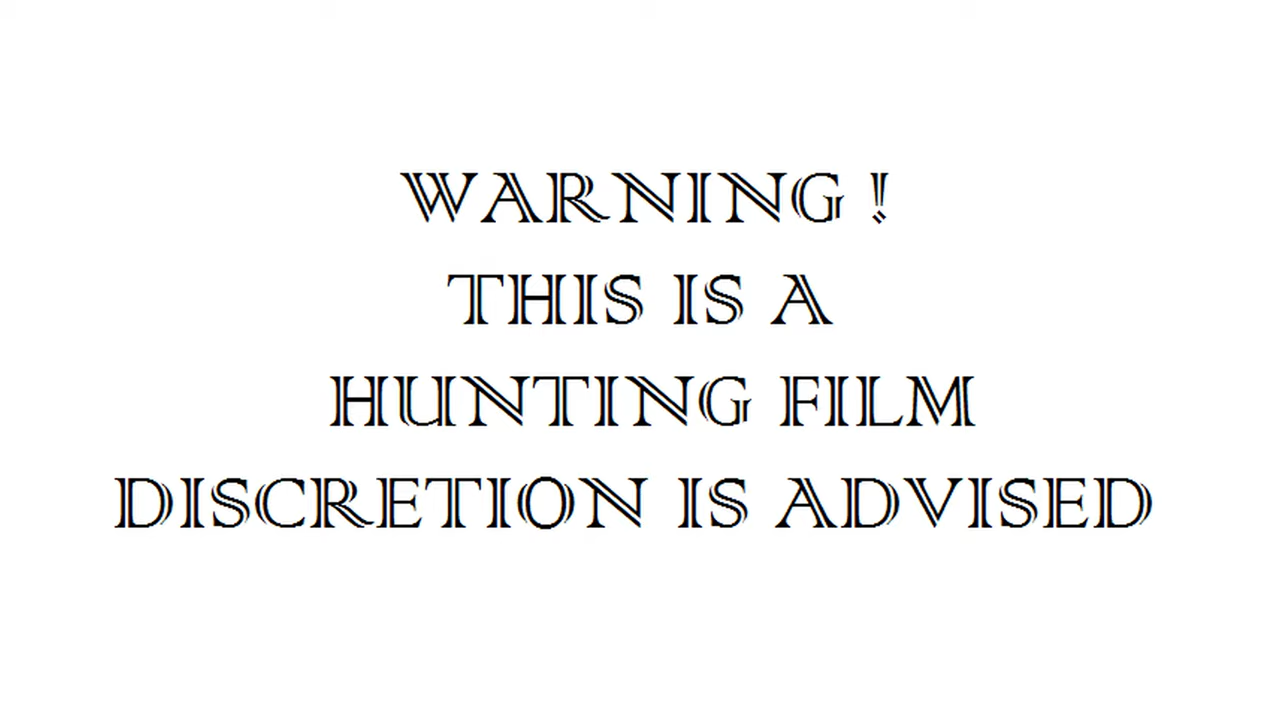 WARNING !
THIS IS A
HUNTING FILM
DISCRETION IS ADVISED